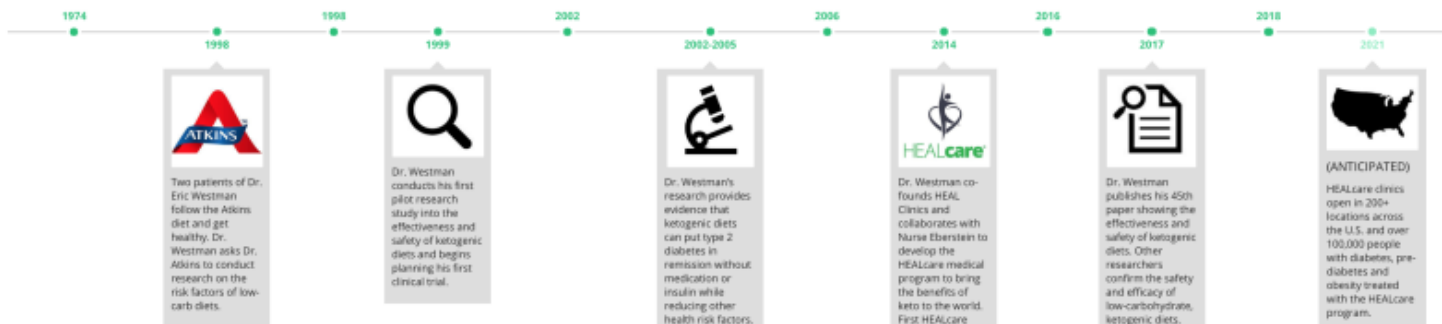 1974
1998
2002
2006
2016
2018
1998
1999
2002-2005
2014
2017
2021
ATKINS
Two patients of Dr.
Eric Westman
follow the Atkins
diet and get
healthy. Dr.
Westman asks Dr.
Atkins to conduct
research on the
risk factors of low-
carb diets.
Dr. Westman
conducts his first
pilot research
study into the
effectiveness and
safety of ketogenic
diets and begins
planning his first
clinical trial.
Dr. Westman's
research provides
evidence that
ketogenic diets
can put type 2
diabetes in
remission without
medication or
insulin while
reducing other
health risk factors.
HEALcare
Dr. Westman co-
founds HEAL
Clinics and
collaborates with
Nurse Eberstein to
develop the
HEALcare medical
program to bring
the benefits of
keto to the world.
First HEALcare
Dr. Westman
publishes his 45th
paper showing the
effectiveness and
safety of ketogenic
diets. Other
researchers
confirm the safety
and efficacy of
low-carbohydrate,
ketogenic diets.
(ANTICIPATED)
HEALcare clinics
open in 200+
locations across
the U.S. and over
100,000 people
with diabetes, pre-
diabetes and
obesity treated
with the HEALcare
program.